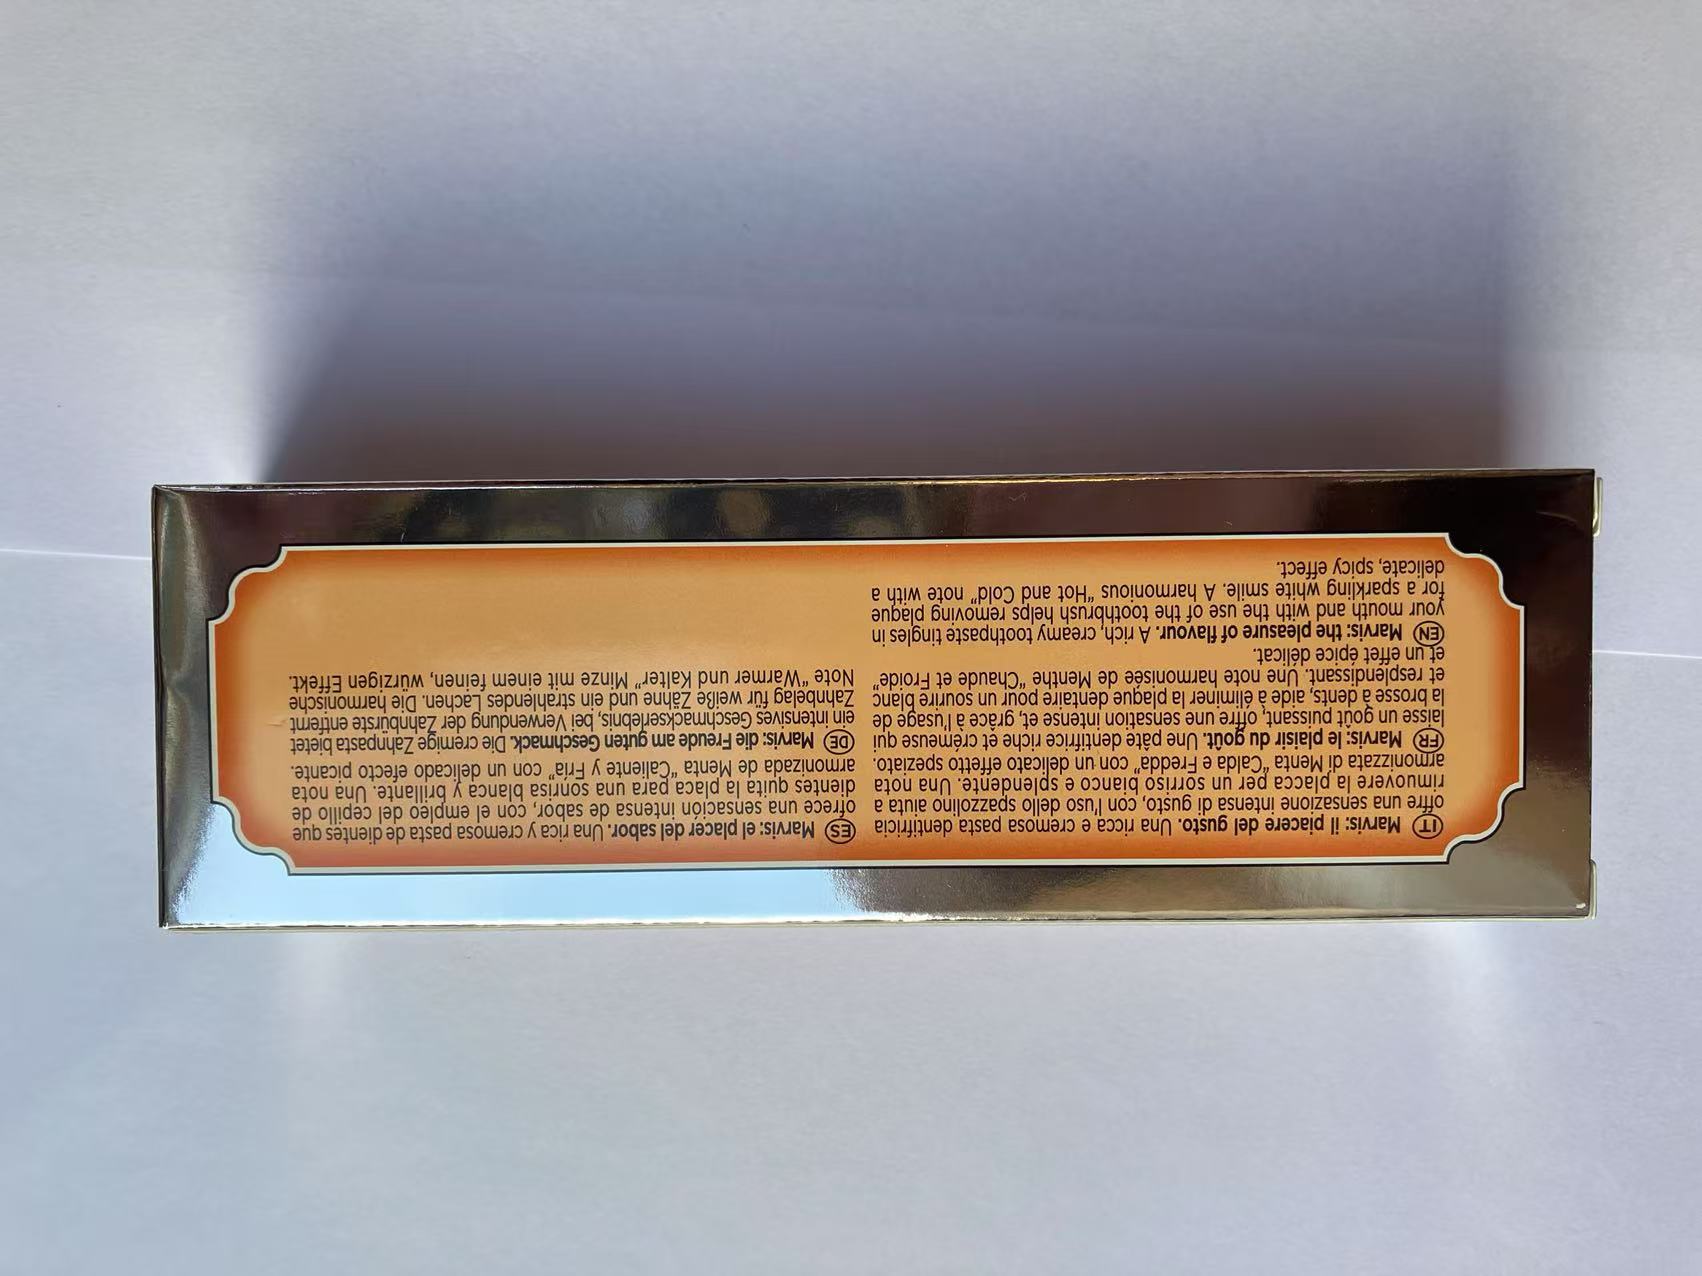 IT Marvis: il piacere del gusto. Una ricca e cremosa pasta dentifricia
offre una sensazione intensa di gusto, con l'uso dello spazzolino aiuta a
rimuovere la placca per un sorriso bianco e splendente. Una nota
armonizzata di Menta "Calda e Fredda" con un delicato effetto speziato.
FR Marvis: le plaisir du goût. Une pâte dentifrice riche et crémeuse qui
laisse un goût puissant, offre une sensation intense et, grâce à l'usage de
la brosse à dents, aide à éliminer la plaque dentaire pour un sourire blanc
et resplendissant. Une note harmonisée de Menthe "Chaude et Froide"
et un effet épicé délicat.
EN Marvis: the pleasure of flavour. A rich, creamy toothpaste tingles in
your mouth and with the use of the toothbrush helps removing plaque
for a sparkling white smile. A harmonious "Hot and Cold" note with a
delicate, spicy effect.
ES Marvis: el placer del sabor. Una rica y cremosa pasta de dientes que
ofrece una sensación intensa de sabor, con el empleo del cepillo de
dientes quita la placa para una sonrisa blanca y brillante. Una nota
armonizada de Menta "Caliente y Fría" con un delicado efecto picante.
DE Marvis: die Freude am guten Geschmack. Die cremige Zahnpasta bietet
ein intensives Geschmackserlebnis, bei Verwendung der Zahnbürste entfernt
Zahnbelag für weiße Zähne und ein strahlendes Lachen. Die harmonische
Note "Warmer und Kalter" Minze mit einem feinen, würzigen Effekt.